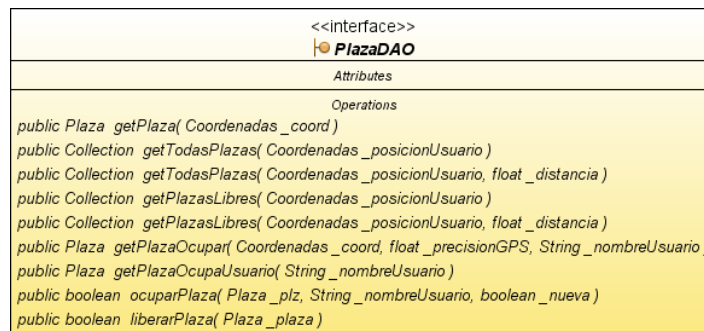 <<interface>>
PlazaDAO
Attributes
Operations
public Plaza getPlaza( Coordenadas _coord )
public Collection getTodasPlazas( Coordenadas _posicionUsuario )
public Collection getTodasPlazas( Coordenadas _posicionUsuario, float _distancia )
public Collection getPlazasLibres( Coordenadas _posicionUsuario )
public Collection getPlazasLibres( Coordenadas _posicionUsuario, float _distancia )
public Plaza getPlazaOcupar( Coordenadas _coord, float _precisionGPS, String _nombreUsuario
public Plaza getPlazaOcupaUsuario( String _nombreUsuario )
public boolean ocuparPlaza( Plaza _plz, String _nombreUsuario, boolean _nueva )
public boolean liberarPlaza( Plaza _plaza )